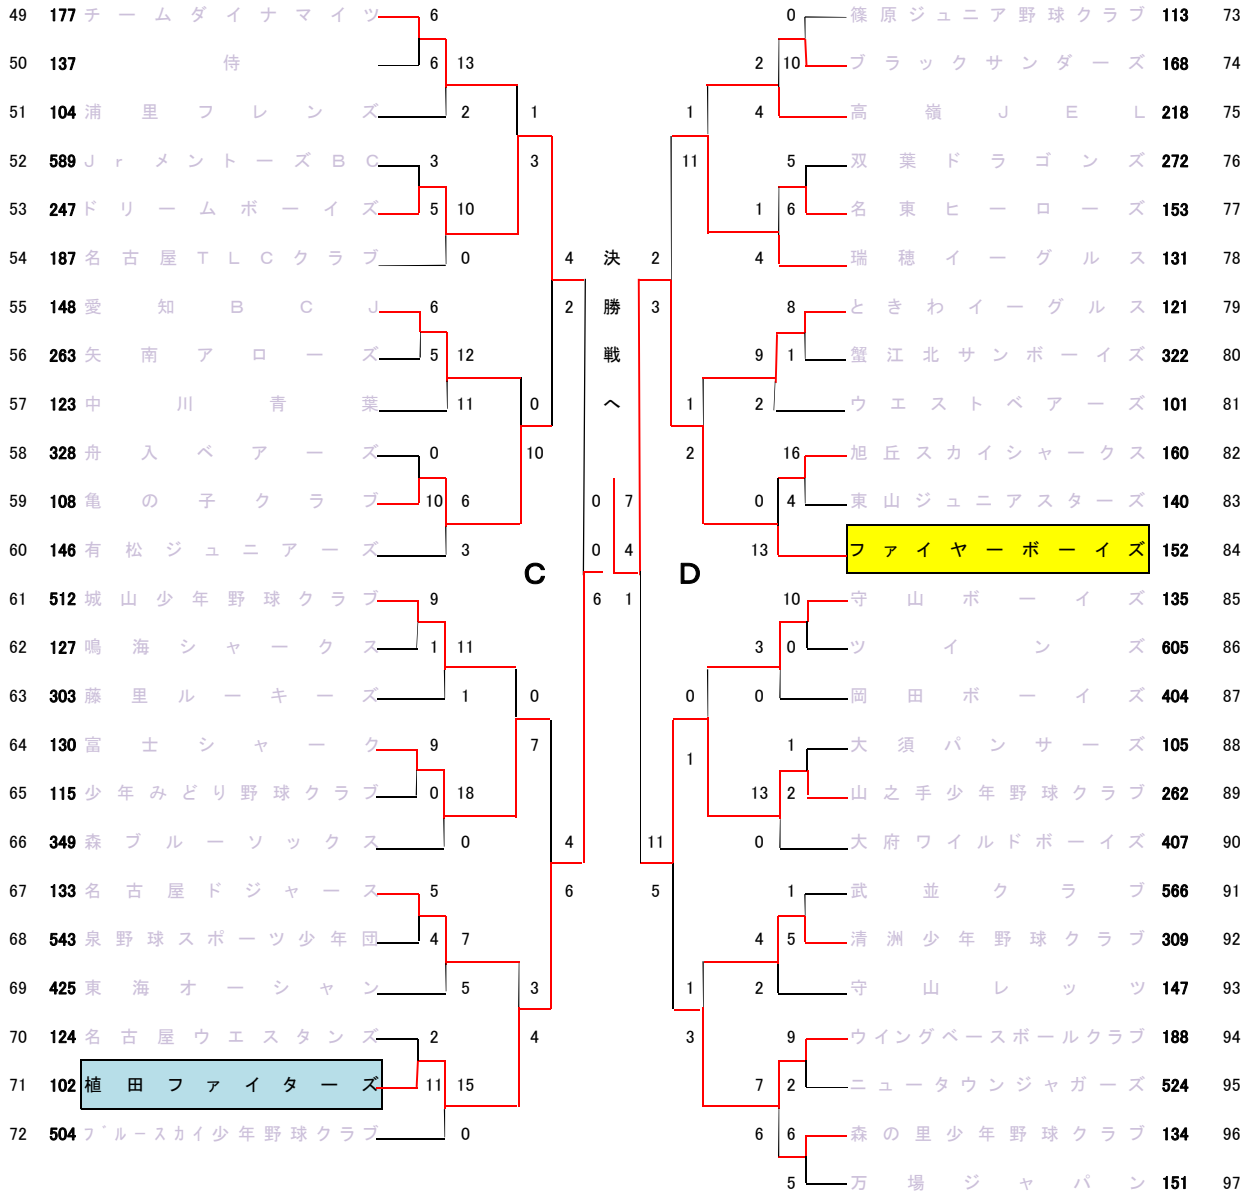 49 177 チームダイナマイツ 6 0 篠原ジュニア野球クラブ 113 73
50 137 侍 6 13 2 10 ブラックサンダーズ 168 74
51 104 浦里フレンズ 2 1 1 4 高嶺JEL 218 75
52 589 JrメントーズBC 3 3 11 5 双葉ドラゴンズ 272 76
53 247 ドリームボーイズ 5 10 1 6 名東ヒーローズ 153 77
54 187 名古屋TLCクラブ 0 4 決 2 4 瑞穂イーグルス 131 78
55 148 愛知BCJ 6 2 勝 3 8 ときわイーグルス 121 79
56 263 矢南アローズ 5 12 戦 9 1 蟹江北サンボーイズ 322 80
57 123 中川青葉 11 0 へ 1 2 ウエストベアーズ 101 81
58 328 舟入ベアーズ 0 10 2 16 旭丘スカイシャークス 160 82
59 108 亀の子クラブ 10 6 0 7 0 4 東山ジュニアスターズ 140 83
60 146 有松ジュニアーズ 3 0 4 13 ファイヤーボーイズ 152 84
C D
61 512 城山少年野球クラブ 9 6 1 10 守山ボーイズ 135 85
62 127 鳴海シャークス 1 11 3 0 ツインズ 605 86
63 303 藤里ルーキーズ 1 0 0 0 岡田ボーイズ 404 87
64 130 富士シャーク 9 7 1 1 大須パンサーズ 105 88
65 115 少年みどり野球クラブ 0 18 13 2 山之手少年野球クラブ 262 89
66 349 森ブルーソックス 0 4 11 0 大府ワイルドボーイズ 407 90
67 133 名古屋ドジャース 5 6 5 1 武並クラブ 566 91
68 543 泉野球スポーツ少年団 4 7 4 5 清洲少年野球クラブ 309 92
69 425 東海オーシャン 5 3 1 2 守山レッツ 147 93
70 124 名古屋ウエスタンズ 2 4 3 9 ウイングベースボールクラブ 188 94
71 102 植田ファイターズ 11 15 7 2 ニュータウンジャガーズ 524 95
72 504 ブルースカイ少年野球クラブ 0 6 6 森の里少年野球クラブ 134 96
5 万場ジャパン 151 97